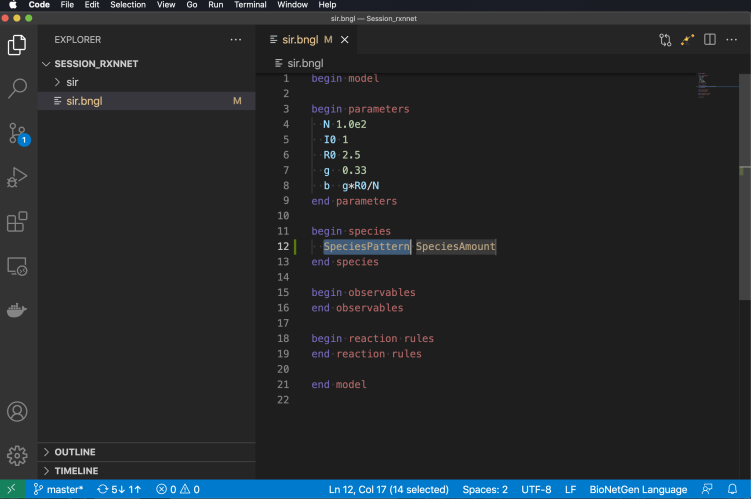 Code File Edit Selection View Go Run Terminal Window Help
sir.bngl — Session_rxnnet
EXPLORER
sir.bngl M
SESSION_RXNNET
sir
sir.bngl M
sir.bngl
1 begin model
2
3 begin parameters
4 N 1.0e2
5 I0 1
6 R0 2.5
7 g 0.33
8 b g*R0/N
9 end parameters
10
11 begin species
12 SpeciesPattern SpeciesAmount
13 end species
14
15 begin observables
16 end observables
17
18 begin reaction rules
19 end reaction rules
20
21 end model
22
1
OUTLINE
TIMELINE
master* 5↓ 1↑ 0 0 Ln 12, Col 17 (14 selected) Spaces: 2 UTF-8 LF BioNetGen Language